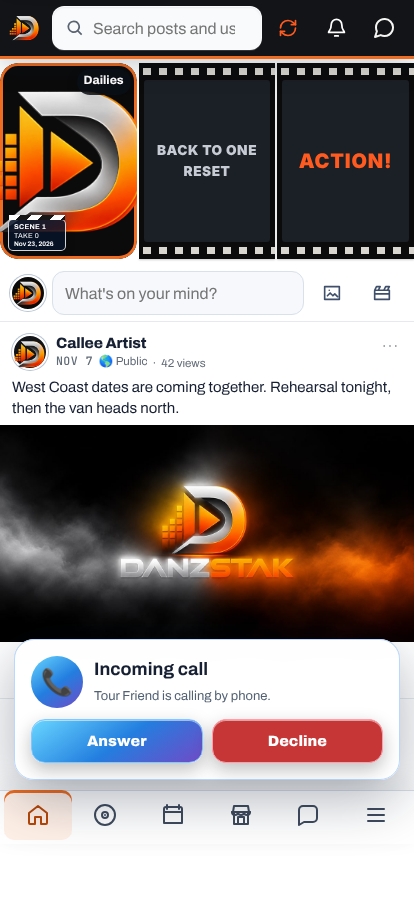 Search posts and us
Dailies
SCENE 1
TAKE 0
Nov 23, 2026
BACK TO ONE
RESET
ACTION!
What's on your mind?
Callee Artist
NOV 7 🌎 Public · 42 views
West Coast dates are coming together. Rehearsal tonight,
then the van heads north.
DANZSTAK
Incoming call
Tour Friend is calling by phone.
Answer
Decline